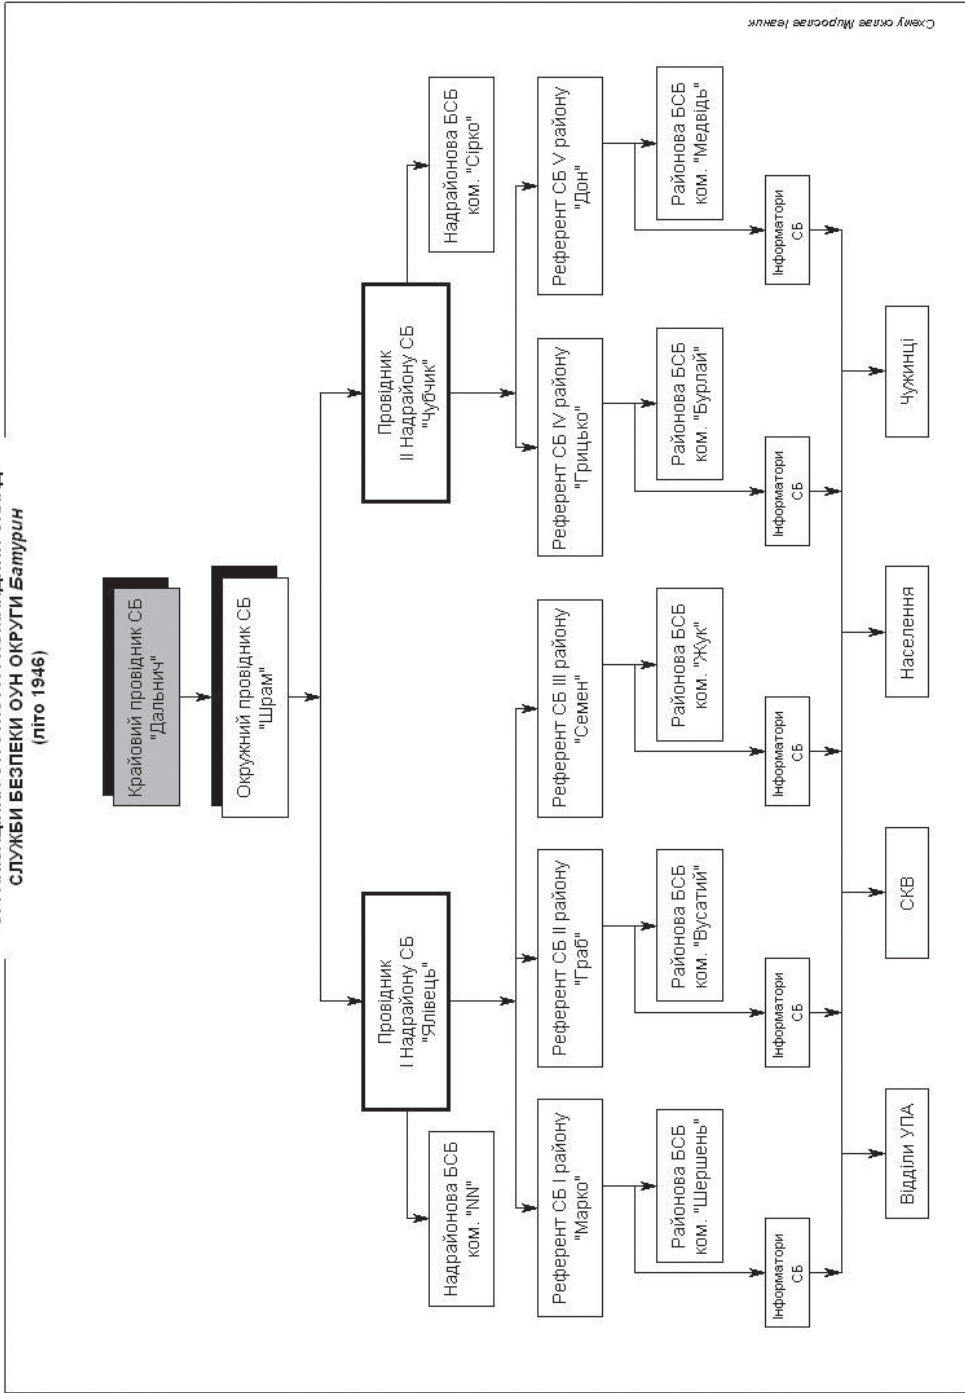 СЛУЖБИ БЕЗПЕКИ ОУН ОКРУГИ Батурин
(літо 1946)
Крайовий провідник СБ
"Дальнич"
Окружний провідник СБ
"Шрам"
Провідник
І Надрайону СБ
"Ялівець"
Провідник
ІІ Надрайону СБ
"Чубчик"
Надрайонова БСБ
ком. "NN"
Надрайонова БСБ
ком. "Сірко"
Референт СБ І району
"Марко"
Референт СБ ІІ району
"Граб"
Референт СБ ІІІ району
"Семен"
Референт СБ IV району
"Грицько"
Референт СБ V району
"Дон"
Районова БСБ
ком. "Шершень"
Районова БСБ
ком. "Вусатий"
Районова БСБ
ком. "Жук"
Районова БСБ
ком. "Бурлай"
Районова БСБ
ком. "Медвідь"
Інформатори
СБ
Інформатори
СБ
Інформатори
СБ
Інформатори
СБ
Інформатори
СБ
Відділи УПА
СКВ
Населення
Чужинці
Схему склав Мирослав Іваник